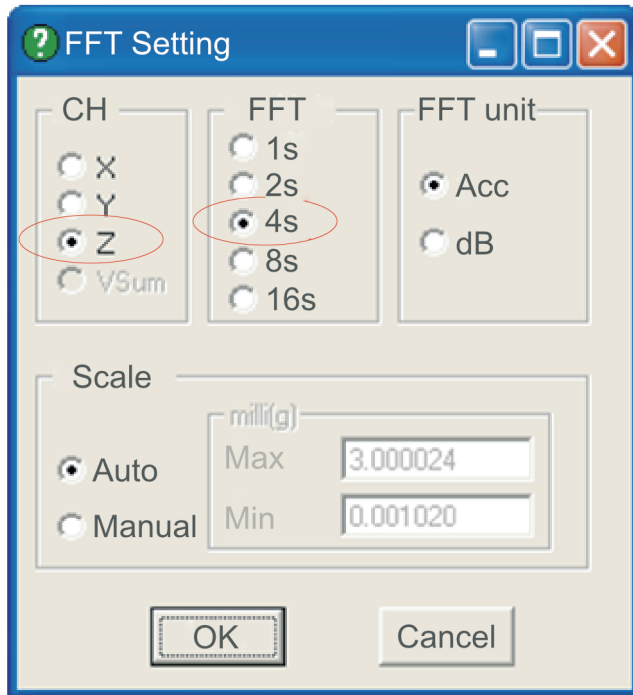 FFT Setting
CH
X
Y
Z
VSum
FFT
1s
2s
4s
8s
16s
FFT unit
Acc
dB
Scale
Auto
Manual
milli(g)
Max 3.000024
Min 0.001020
OK Cancel